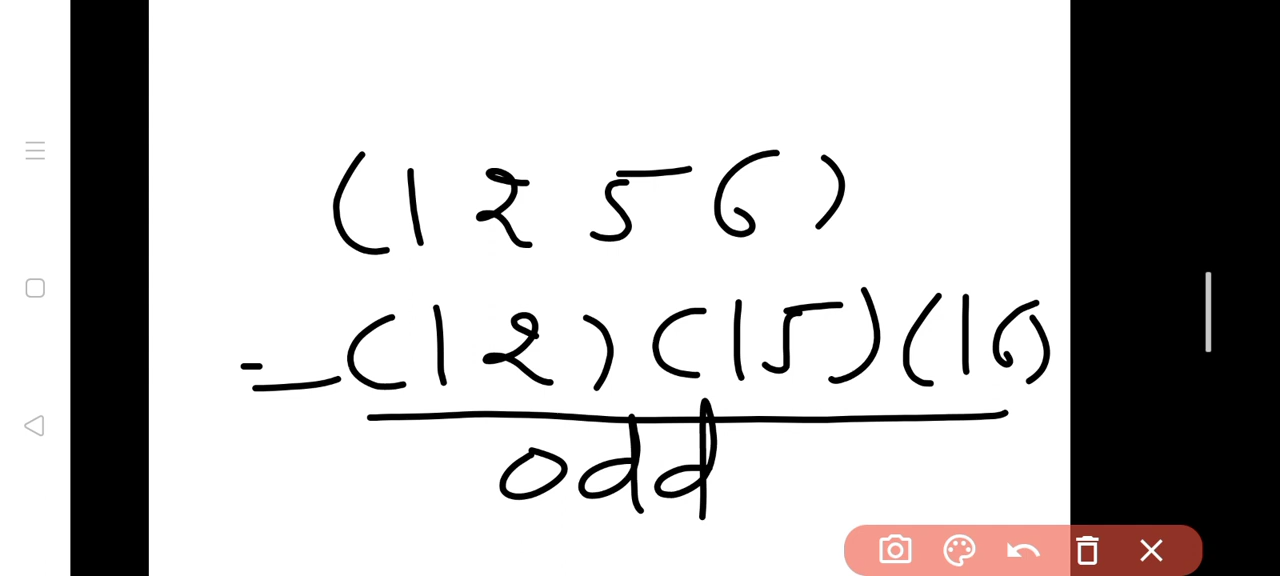 (1 2 5 6)
= (1 2) (1 5) (1 6)
odd